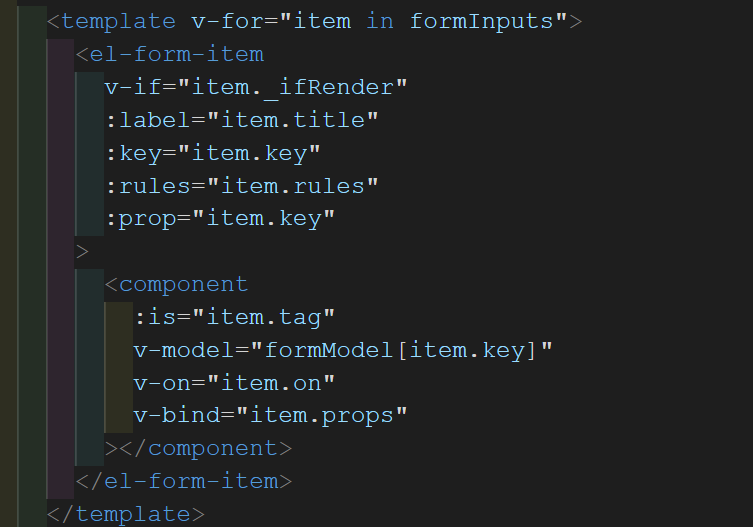 <template v-for="item in formInputs">
<el-form-item
v-if="item._ifRender"
:label="item.title"
:key="item.key"
:rules="item.rules"
:prop="item.key"
>
<component
:is="item.tag"
v-model="formModel[item.key]"
v-on="item.on"
v-bind="item.props"
></component>
</el-form-item>
</template>